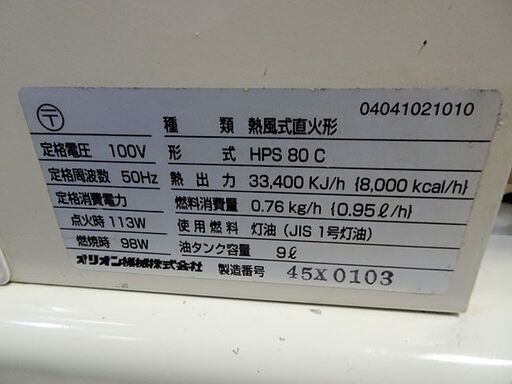 〒
04041021010
種類 熱風式直火形
定格電圧 100V
形式 HPS 80 C
定格周波数 50Hz
熱出力 33,400 KJ/h {8,000 kcal/h}
定格消費電力
燃料消費量 0.76 kg/h {0.95ℓ/h}
点火時 113W
使用燃料 灯油 (JIS 1号灯油)
燃焼時 98W
油タンク容量 9ℓ
オリオン機械株式会社
製造番号 45X0103